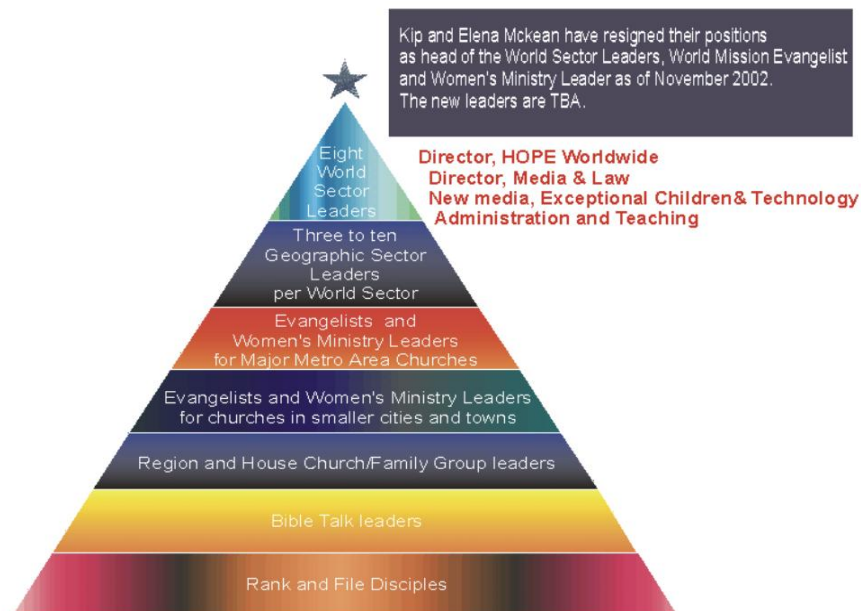 Kip and Elena Mckean have resigned their positions
as head of the World Sector Leaders, World Mission Evangelist
and Women's Ministry Leader as of November 2002.
The new leaders are TBA.
Eight
World
Sector
Leaders
Director, HOPE Worldwide
Director, Media & Law
New media, Exceptional Children& Technology
Administration and Teaching
Three to ten
Geographic Sector
Leaders
per World Sector
Evangelists and
Women's Ministry Leaders
for Major Metro Area Churches
Evangelists and Women's Ministry Leaders
for churches in smaller cities and towns
Region and House Church/Family Group leaders
Bible Talk leaders
Rank and File Disciples